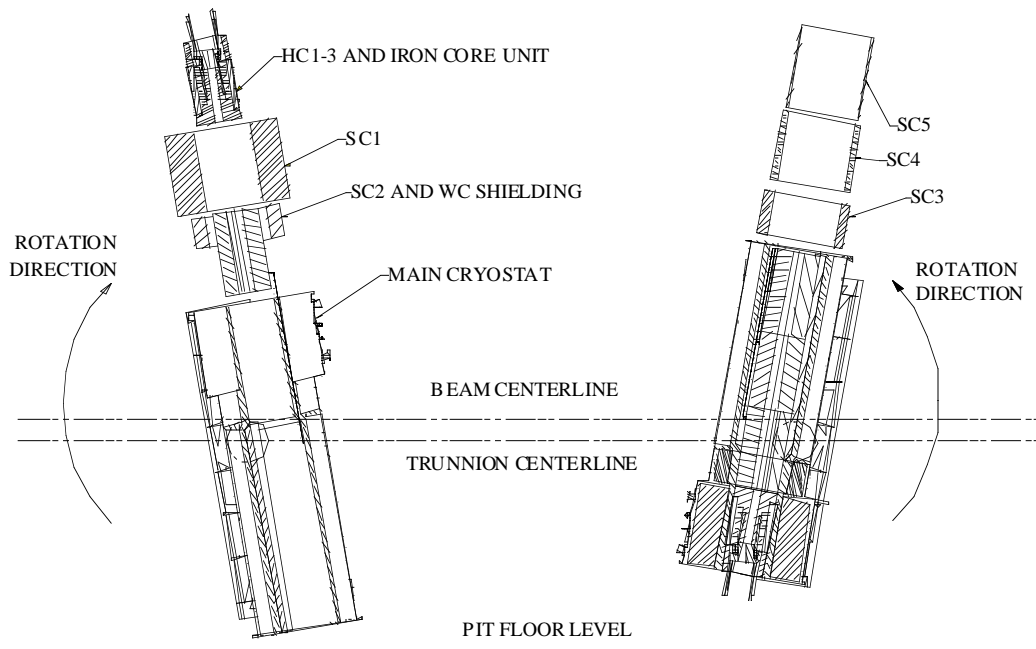 HC1-3 AND IRON CORE UNIT
SC1
SC2 AND WC SHIELDING
MAIN CRYOSTAT
ROTATION
DIRECTION
SC5
SC4
SC3
ROTATION
DIRECTION
BEAM CENTERLINE
TRUNNION CENTERLINE
PIT FLOOR LEVEL